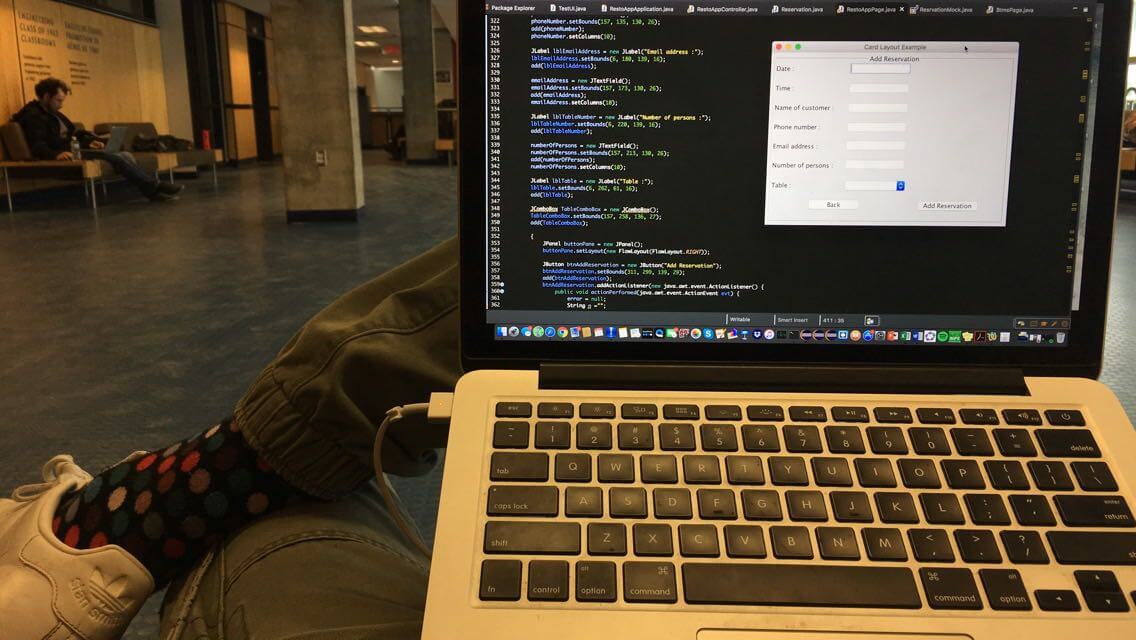 ENGINEERING
CLASS OF 1983
CLASSROOMS
Package Explorer
TestUI.java
RestoAppApplication.java
RestoAppController.java
Reservation.java
RestoAppPage.java
BtmsPage.java
322 phoneNumber.setBounds(157, 135, 130, 26);
323 add(phoneNumber);
324 phoneNumber.setColumns(10);
325
326 JLabel lblEmailAddress = new JLabel("Email address :");
327 lblEmailAddress.setBounds(6, 180, 139, 16);
328 add(lblEmailAddress);
329
330 emailAddress = new JTextField();
331 emailAddress.setBounds(157, 173, 130, 26);
332 add(emailAddress);
333 emailAddress.setColumns(10);
334
335 JLabel lblTableNumber = new JLabel("Number of persons :");
336 lblTableNumber.setBounds(6, 220, 139, 16);
337 add(lblTableNumber);
338
339 numberOfPersons = new JTextField();
340 numberOfPersons.setBounds(157, 213, 130, 26);
341 add(numberOfPersons);
342 numberOfPersons.setColumns(10);
343
344 JLabel lblTable = new JLabel("Table :");
345 lblTable.setBounds(6, 262, 61, 16);
346 add(lblTable);
347
348 JComboBox TableComboBox = new JComboBox();
349 TableComboBox.setBounds(157, 258, 136, 27);
350 add(TableComboBox);
351
352 {
353 JPanel buttonPane = new JPanel();
354 buttonPane.setLayout(new FlowLayout(FlowLayout.RIGHT));
355
356
357 JButton btnAddReservation = new JButton("Add Reservation");
358 btnAddReservation.setBounds(311, 299, 139, 29);
add(btnAddReservation);
359 btnAddReservation.addActionListener(new java.awt.event.ActionListener() {
360 public void actionPerformed(java.awt.event.ActionEvent evt) {
361 error = null;
362
Card Layout Example
Add Reservation
Date :
Time :
Name of customer :
Phone number :
Email address :
Number of persons :
Table :
Back
Add Reservation
Writable
Smart Insert
411 : 35
esc
~ ! @ # $ % ^ & * ( ) _ +
1 2 3 4 5 6 7 8 9 0 - = delete
tab Q W E R T Y U I O P { } |
[ ] \
caps lock A S D F G H J K L : " enter
; ' return
shift Z X C V B N M < > ? shift
, . /
fn control alt option ⌘ command ⌘ command alt option
stan smith